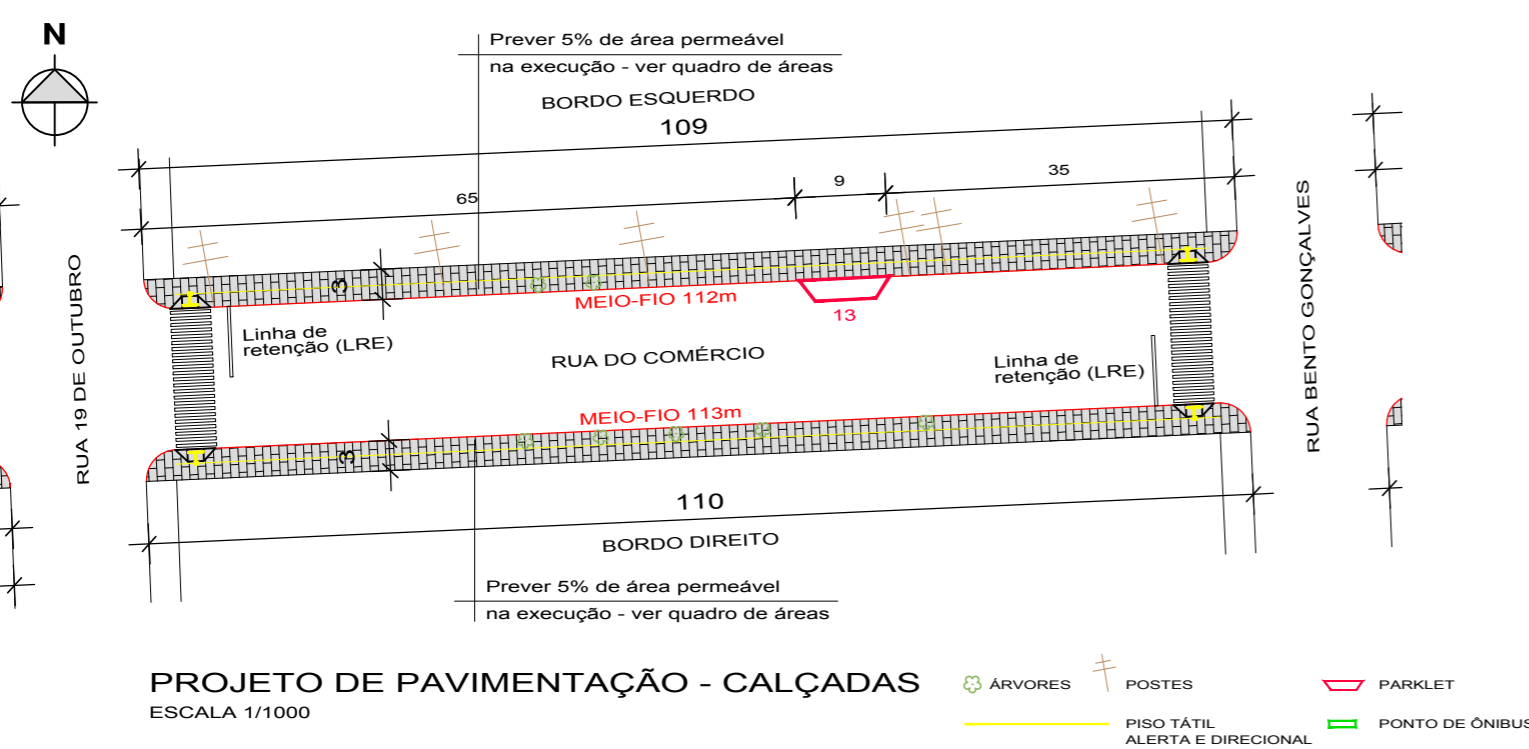 N
Prever 5% de área permeável
na execução - ver quadro de áreas
BORDO ESQUERDO
109
65
9
35
3
MEIO-FIO 112m
13
Linha de
retenção (LRE)
RUA DO COMÉRCIO
Linha de
retenção (LRE)
RUA 19 DE OUTUBRO
RUA BENTO GONÇALVES
MEIO-FIO 113m
3
110
BORDO DIREITO
Prever 5% de área permeável
na execução - ver quadro de áreas
PROJETO DE PAVIMENTAÇÃO - CALÇADAS
ESCALA 1/1000
ÁRVORES
POSTES
PARKLET
PISO TÁTIL
ALERTA E DIRECIONAL
PONTO DE ÔNIBUS